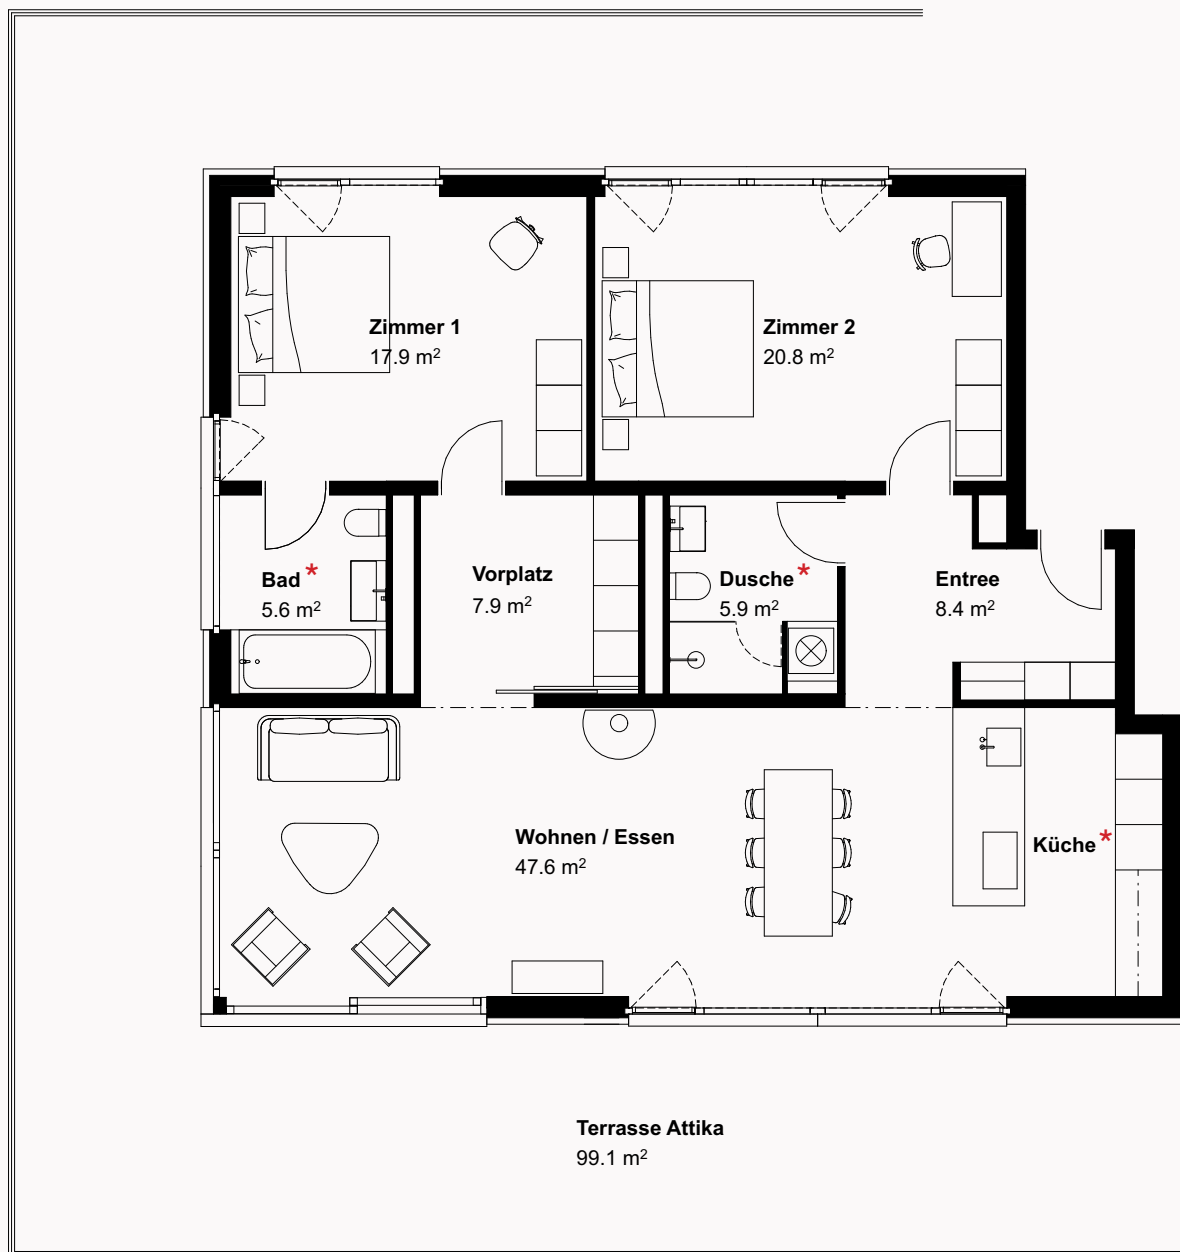 Zimmer 1
17.9 m²
Zimmer 2
20.8 m²
Bad *
5.6 m²
Vorplatz
7.9 m²
Dusche *
5.9 m²
Entree
8.4 m²
Wohnen / Essen
47.6 m²
Küche *
Terrasse Attika
99.1 m²